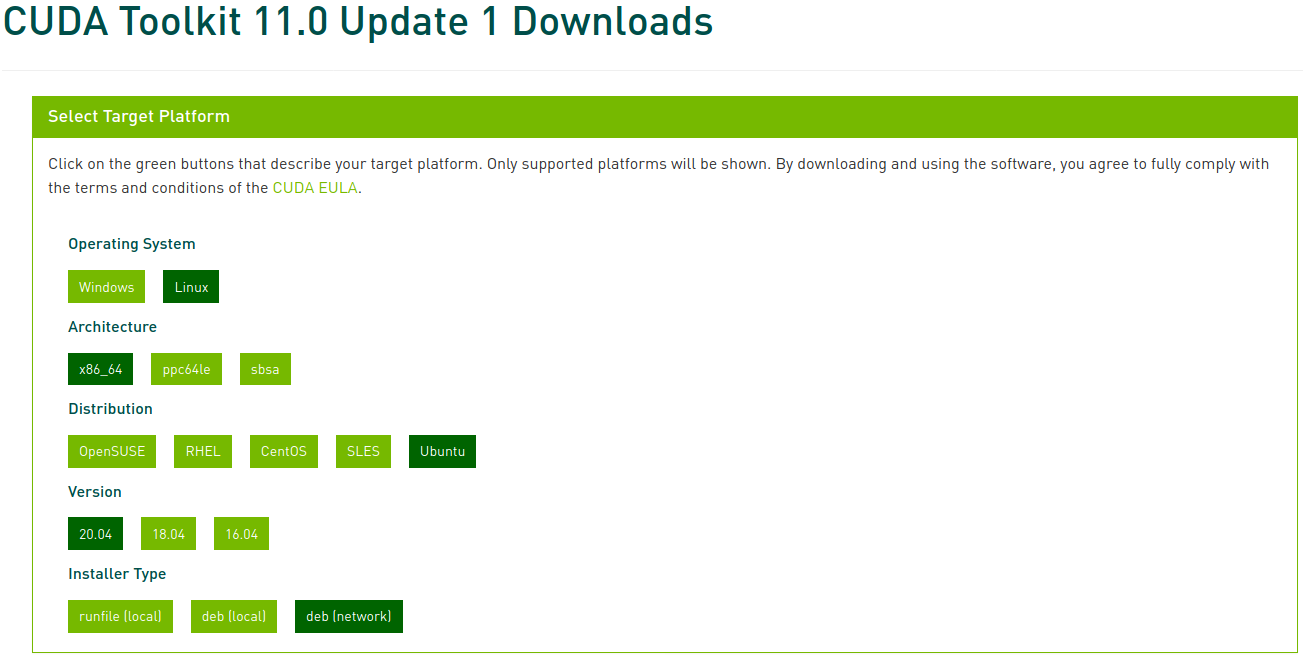 CUDA Toolkit 11.0 Update 1 Downloads
Select Target Platform
Click on the green buttons that describe your target platform. Only supported platforms will be shown. By downloading and using the software, you agree to fully comply with
the terms and conditions of the CUDA EULA.
Operating System
Windows Linux
Architecture
x86_64 ppc64le sbsa
Distribution
OpenSUSE RHEL CentOS SLES Ubuntu
Version
20.04 18.04 16.04
Installer Type
runfile (local) deb (local) deb (network)